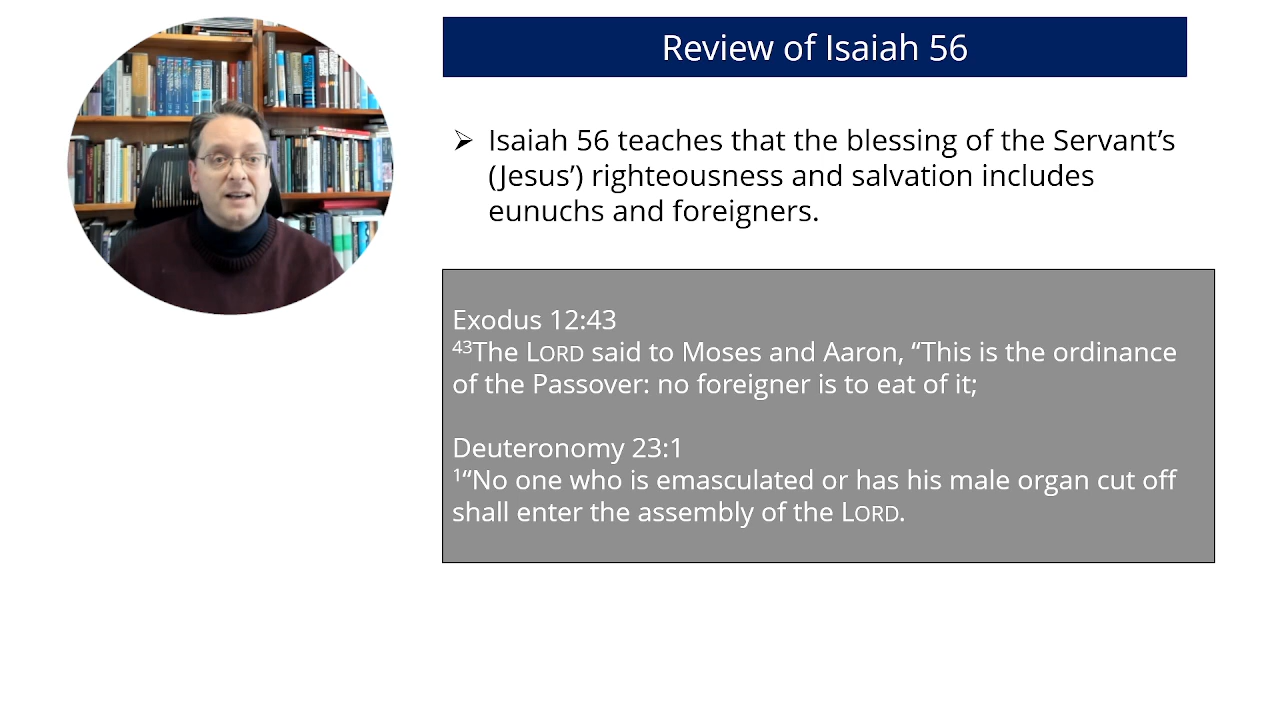 Review of Isaiah 56
➢ Isaiah 56 teaches that the blessing of the Servant’s
(Jesus’) righteousness and salvation includes
eunuchs and foreigners.
Exodus 12:43
⁴³The LORD said to Moses and Aaron, “This is the ordinance
of the Passover: no foreigner is to eat of it;
Deuteronomy 23:1
¹“No one who is emasculated or has his male organ cut off
shall enter the assembly of the LORD.